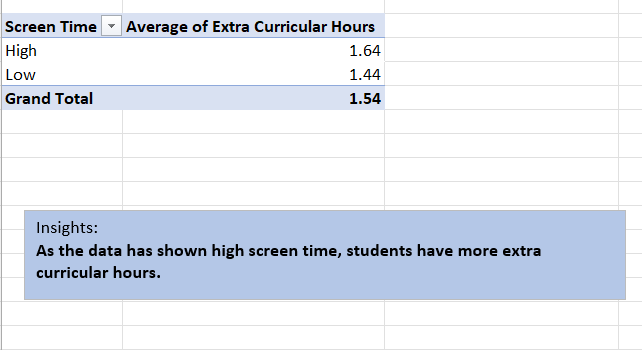 Screen Time Average of Extra Curricular Hours
High 1.64
Low 1.44
Grand Total 1.54
Insights:
As the data has shown high screen time, students have more extra
curricular hours.